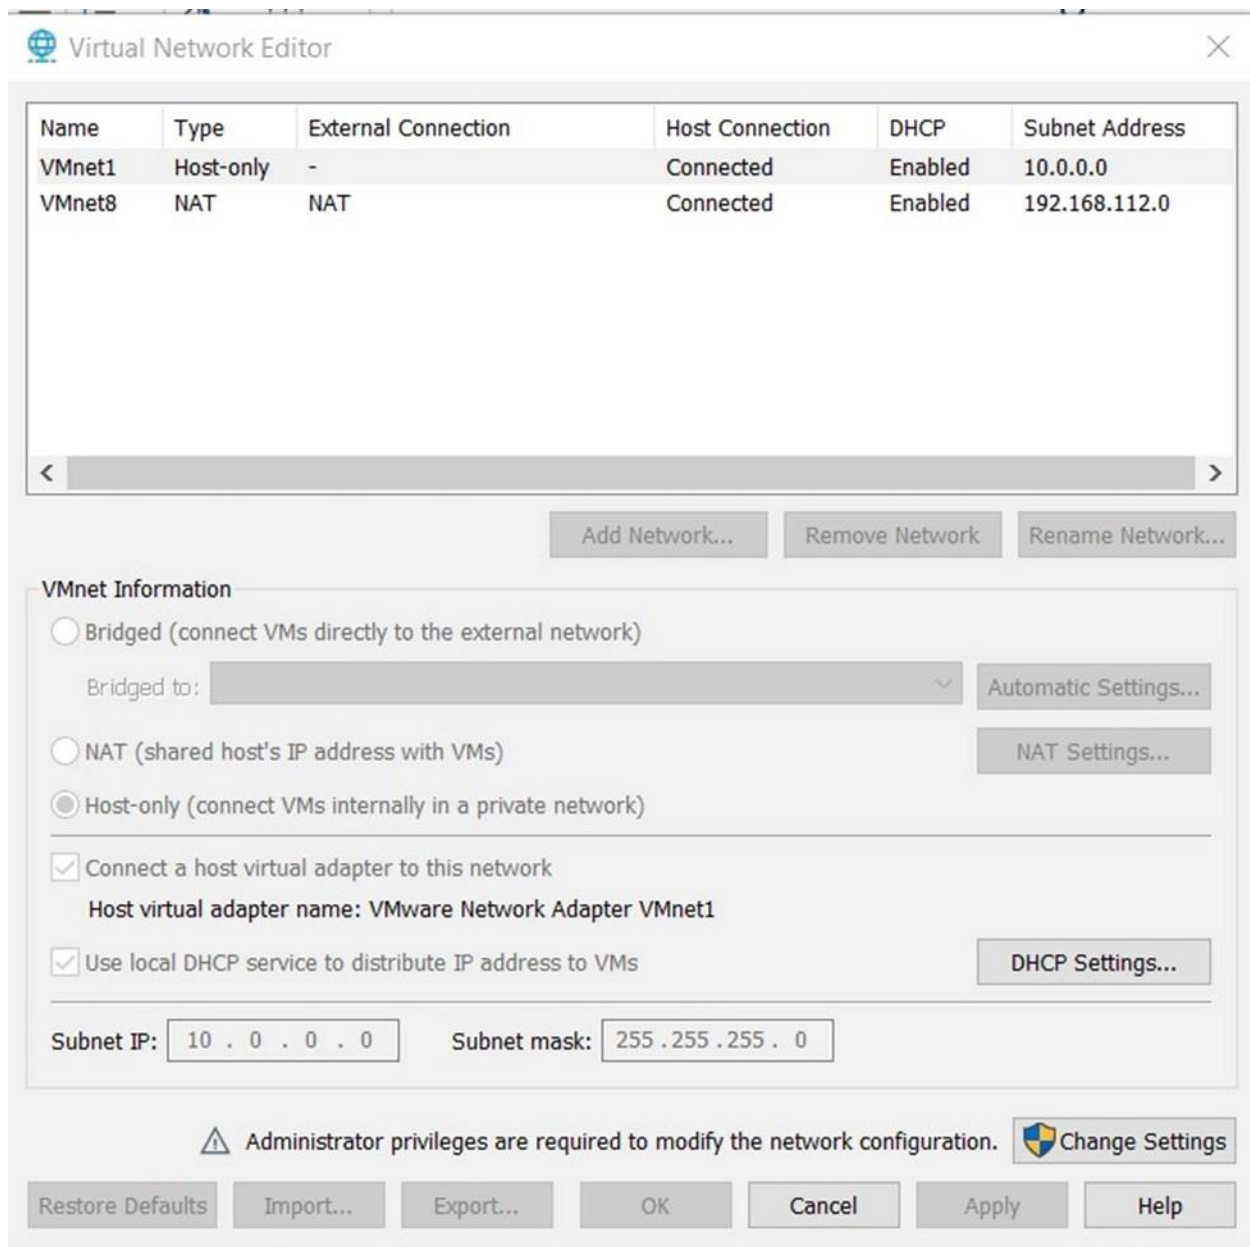 Virtual Network Editor
Name Type External Connection Host Connection DHCP Subnet Address
VMnet1 Host-only - Connected Enabled 10.0.0.0
VMnet8 NAT NAT Connected Enabled 192.168.112.0
Add Network... Remove Network Rename Network...
VMnet Information
Bridged (connect VMs directly to the external network)
Bridged to: Automatic Settings...
NAT (shared host's IP address with VMs) NAT Settings...
Host-only (connect VMs internally in a private network)
Connect a host virtual adapter to this network
Host virtual adapter name: VMware Network Adapter VMnet1
Use local DHCP service to distribute IP address to VMs DHCP Settings...
Subnet IP: 10 . 0 . 0 . 0 Subnet mask: 255 . 255 . 255 . 0
Administrator privileges are required to modify the network configuration. Change Settings
Restore Defaults Import... Export... OK Cancel Apply Help